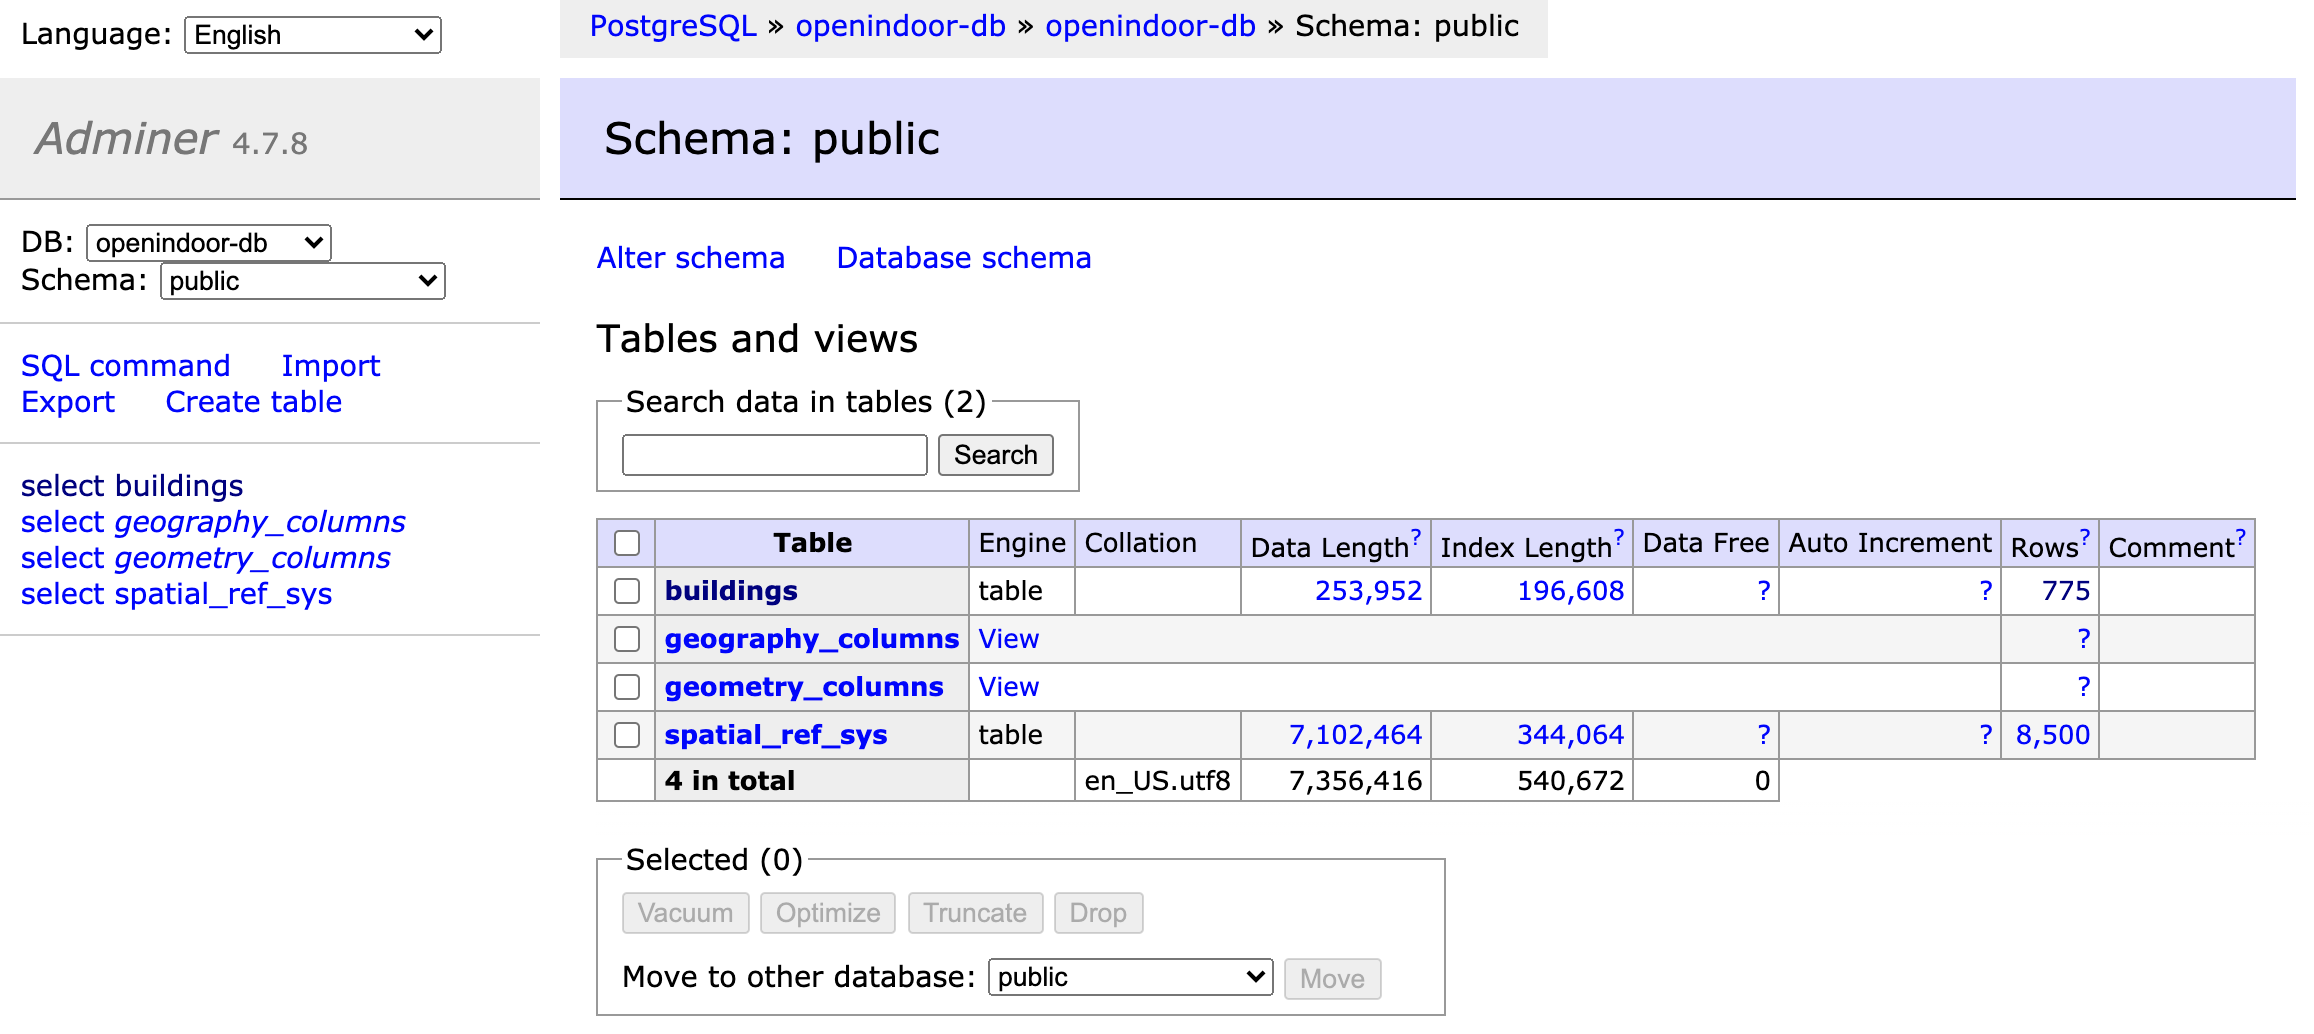 Language: English
PostgreSQL » openindoor-db » openindoor-db » Schema: public
Adminer 4.7.8
Schema: public
DB: openindoor-db
Schema: public
SQL command Import
Export Create table
select buildings
select geography_columns
select geometry_columns
select spatial_ref_sys
Alter schema Database schema
Tables and views
Search data in tables (2)
Search
Table Engine Collation Data Length? Index Length? Data Free Auto Increment Rows? Comment?
buildings table 253,952 196,608 ? ? 775
geography_columns View ?
geometry_columns View ?
spatial_ref_sys table 7,102,464 344,064 ? ? 8,500
4 in total en_US.utf8 7,356,416 540,672 0
Selected (0)
Vacuum Optimize Truncate Drop
Move to other database: public Move